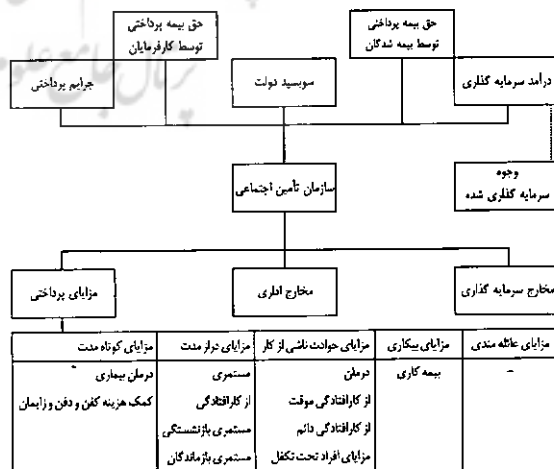 حق بیمه پرداختی
توسط بیمه شدگان
حق بیمه پرداختی
توسط کارفرمایان
درآمد سرمایه گذاری
سوبسید دولت
جرایم پرداختی
وجوه
سرمایه گذاری شده
سازمان تأمین اجتماعی
مخارج سرمایه گذاری
مخارج اداری
مزایای پرداختی
مزایای عائله مندی
مزایای بیکاری
مزایای حوادث ناشی از کار
مزایای دراز مدت
مزایای کوتاه مدت
-
بیمه کاری
درمان
مستمری
درمان بیماری
از کارافتادگی موقت
از کارافتادگی
کمک هزینه کفن و دفن و زایمان
از کارافتادگی دائم
مستمری بازنشستگی
مزایای افراد تحت تکفل
مستمری بازماندگان